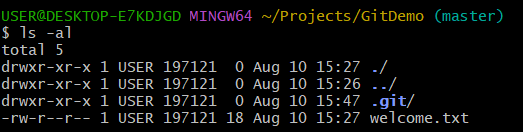 USER@DESKTOP-E7KDJGD MINGW64 ~/Projects/GitDemo (master)
$ ls -al
total 5
drwxr-xr-x 1 USER 197121  0 Aug 10 15:27 ./
drwxr-xr-x 1 USER 197121  0 Aug 10 15:26 ../
drwxr-xr-x 1 USER 197121  0 Aug 10 15:47 .git/
-rw-r--r-- 1 USER 197121 18 Aug 10 15:27 welcome.txt